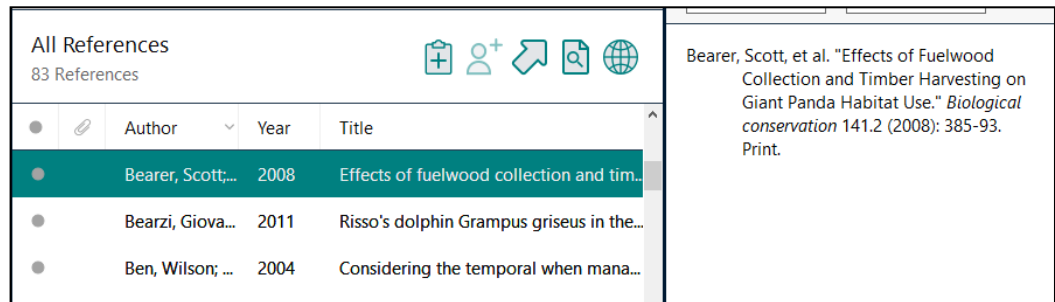 All References
83 References
Author Year Title
Bearer, Scott;... 2008 Effects of fuelwood collection and tim...
Bearzi, Giova... 2011 Risso's dolphin Grampus griseus in the...
Ben, Wilson; ... 2004 Considering the temporal when mana...
Bearer, Scott, et al. "Effects of Fuelwood
Collection and Timber Harvesting on
Giant Panda Habitat Use." Biological
conservation 141.2 (2008): 385-93.
Print.